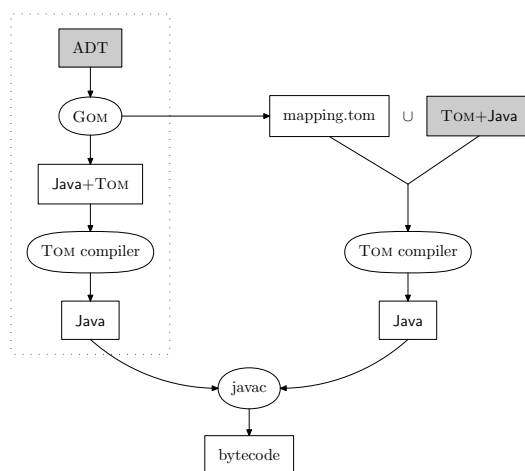 ADT
GOM
mapping.tom ∪ TOM+Java
Java+TOM
TOM compiler
TOM compiler
Java
Java
javac
bytecode